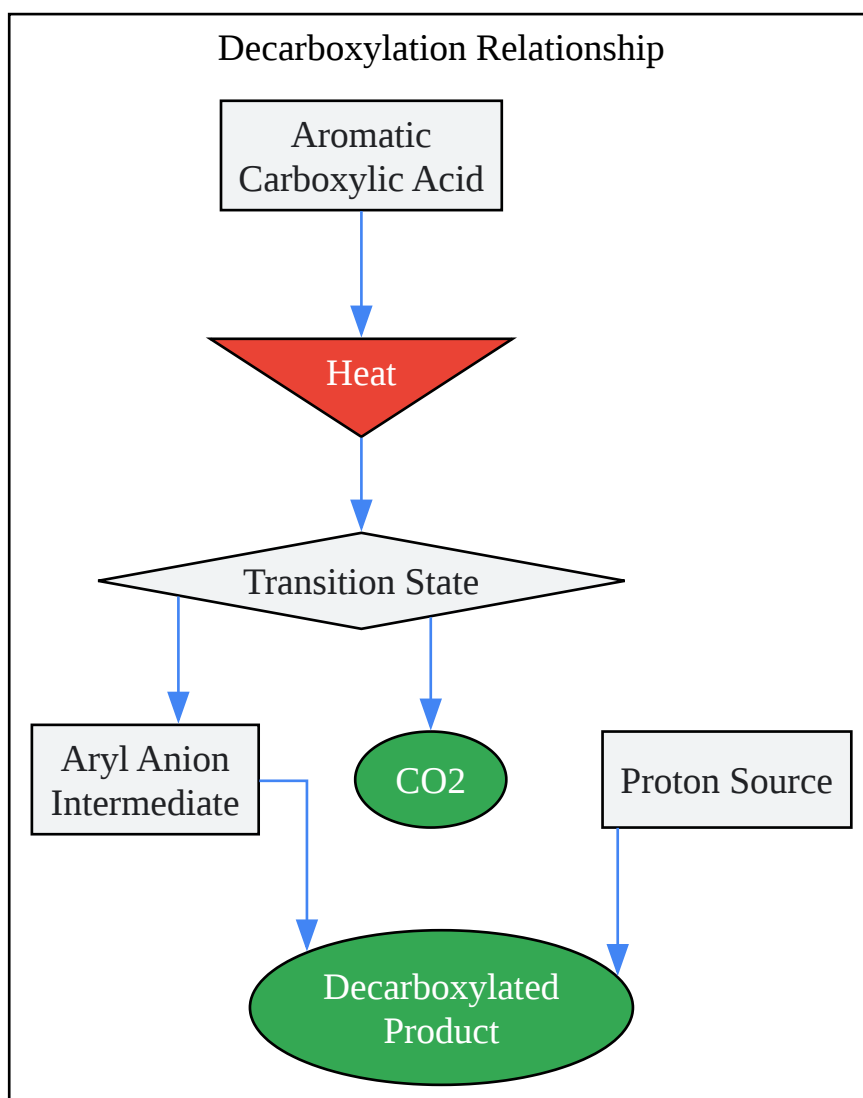 Decarboxylation Relationship
Aromatic
Carboxylic Acid
Heat
Transition State
Aryl Anion
Intermediate
CO2
Proton Source
Decarboxylated
Product